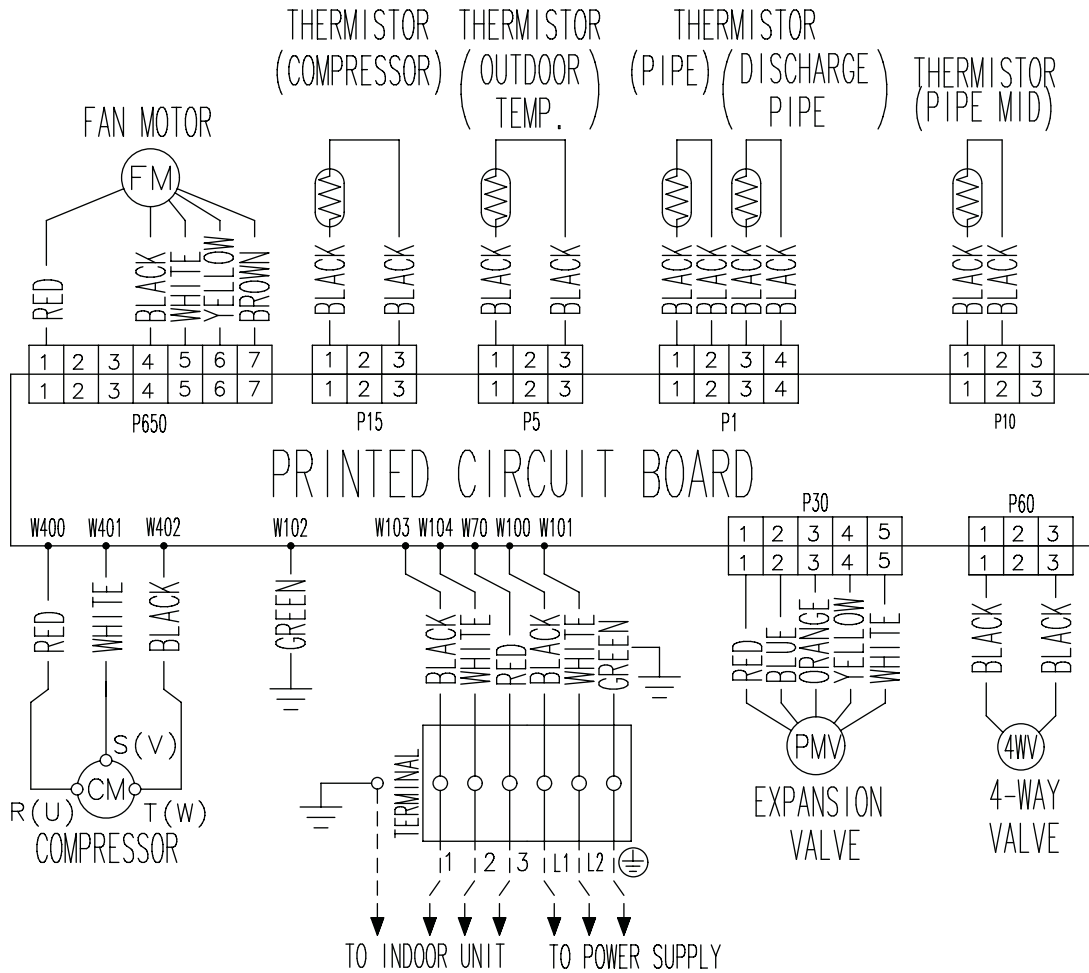 THERMISTOR
(COMPRESSOR)
THERMISTOR
(OUTDOOR
TEMP.)
THERMISTOR
(PIPE) (DISCHARGE
PIPE)
THERMISTOR
(PIPE MID)
FAN MOTOR
FM
RED
BLACK
WHITE
YELLOW
BROWN
BLACK
BLACK
BLACK
BLACK
BLACK
BLACK
BLACK
BLACK
BLACK
BLACK
1 2 3 4 5 6 7
1 2 3 4 5 6 7
P650
1 2 3
1 2 3
P15
1 2 3
1 2 3
P5
1 2 3 4
1 2 3 4
P1
1 2 3
1 2 3
P10
PRINTED CIRCUIT BOARD
W400 W401 W402 W102 W103 W104 W70 W100 W101
P30
1 2 3 4 5
1 2 3 4 5
P60
1 2 3
1 2 3
RED
WHITE
BLACK
GREEN
BLACK
WHITE
RED
BLACK
WHITE
GREEN
RED
BLUE
ORANGE
YELLOW
WHITE
BLACK
BLACK
S(V)
CM
R(U) T(W)
COMPRESSOR
TERMINAL
1 2 3 L1 L2
TO INDOOR UNIT
TO POWER SUPPLY
PMV
EXPANSION
VALVE
4WV
4-WAY
VALVE